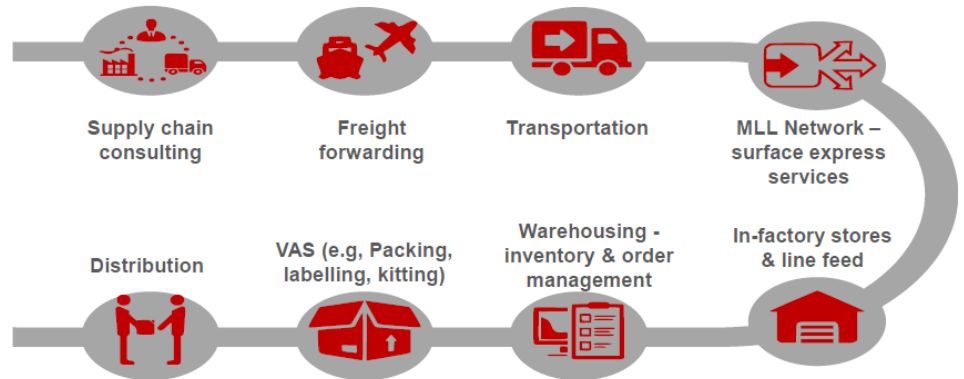 Supply chain
consulting
Freight
forwarding
Transportation
MLL Network –
surface express
services
In-factory stores
& line feed
Warehousing -
inventory & order
management
VAS (e.g, Packing,
labelling, kitting)
Distribution